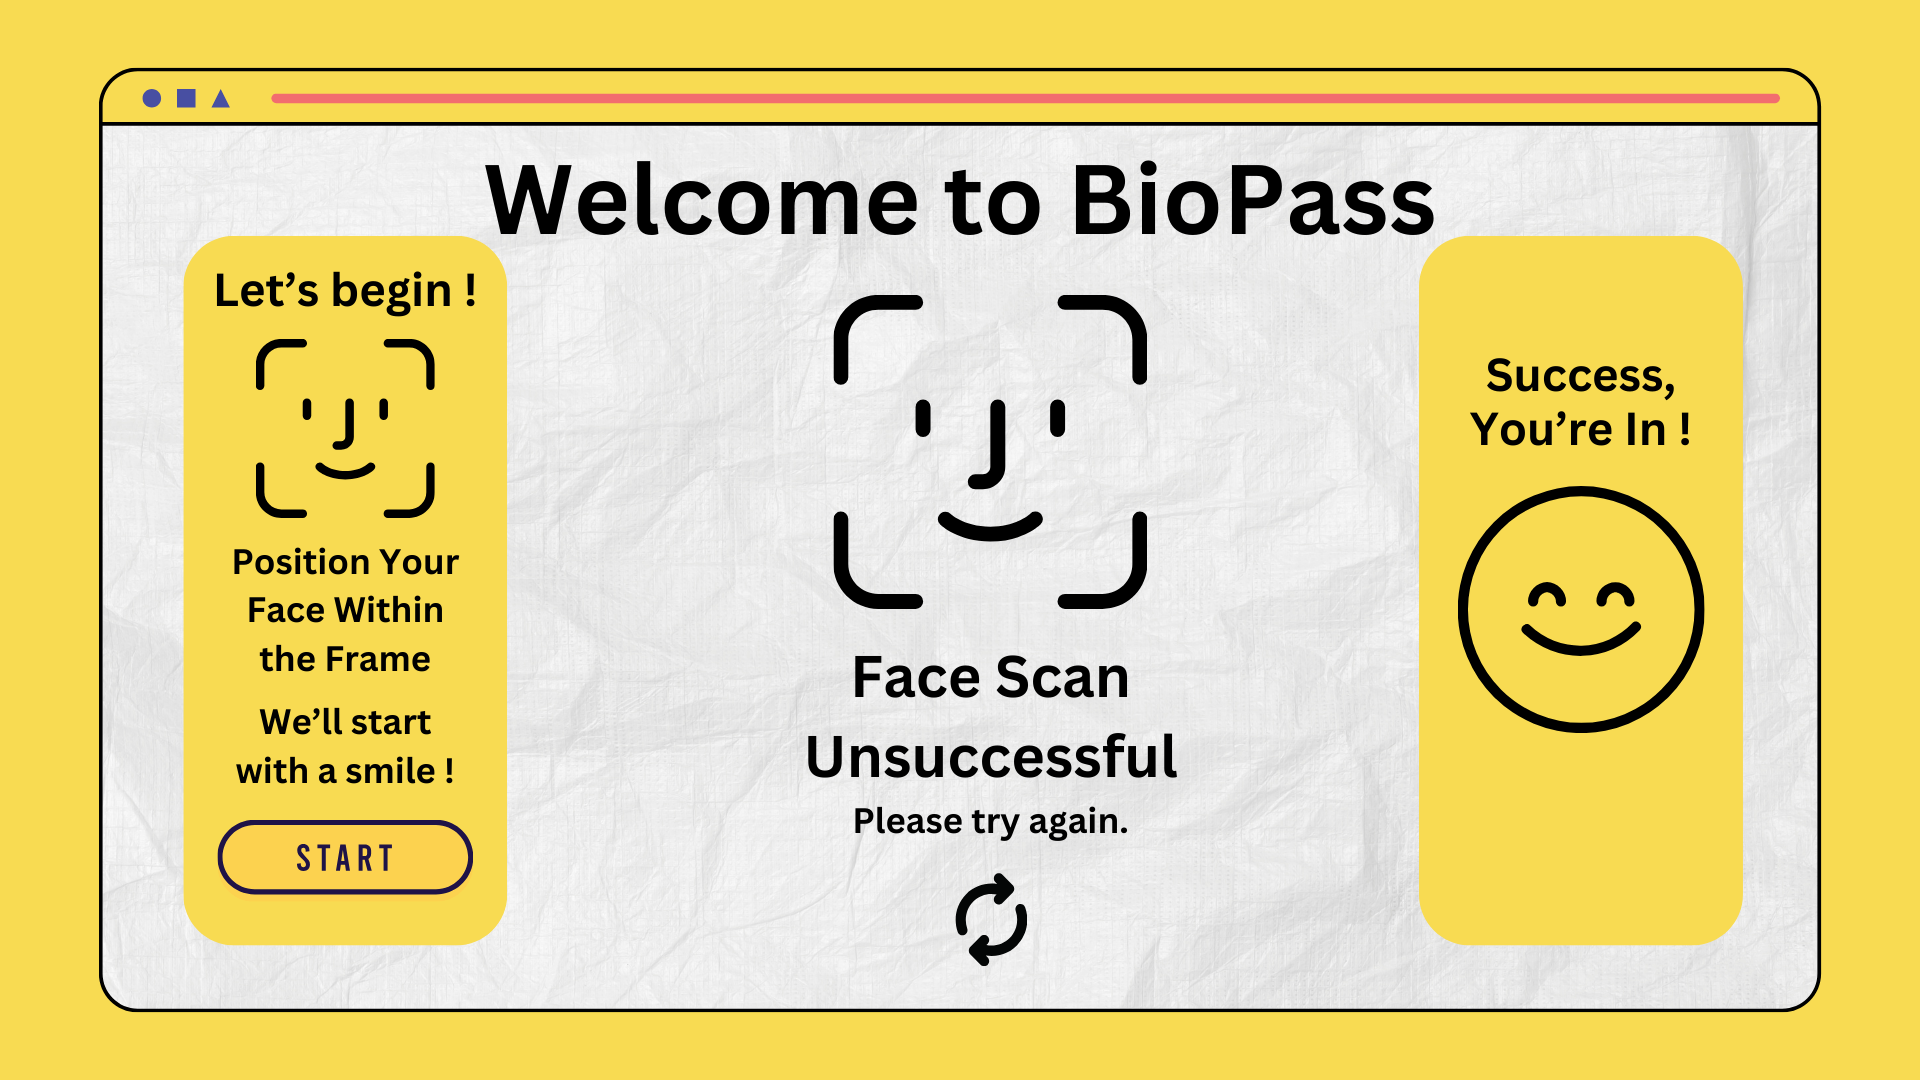 Welcome to BioPass
Let’s begin !
Position Your
Face Within
the Frame
We’ll start
with a smile !
START
Face Scan
Unsuccessful
Please try again.
Success,
You’re In !